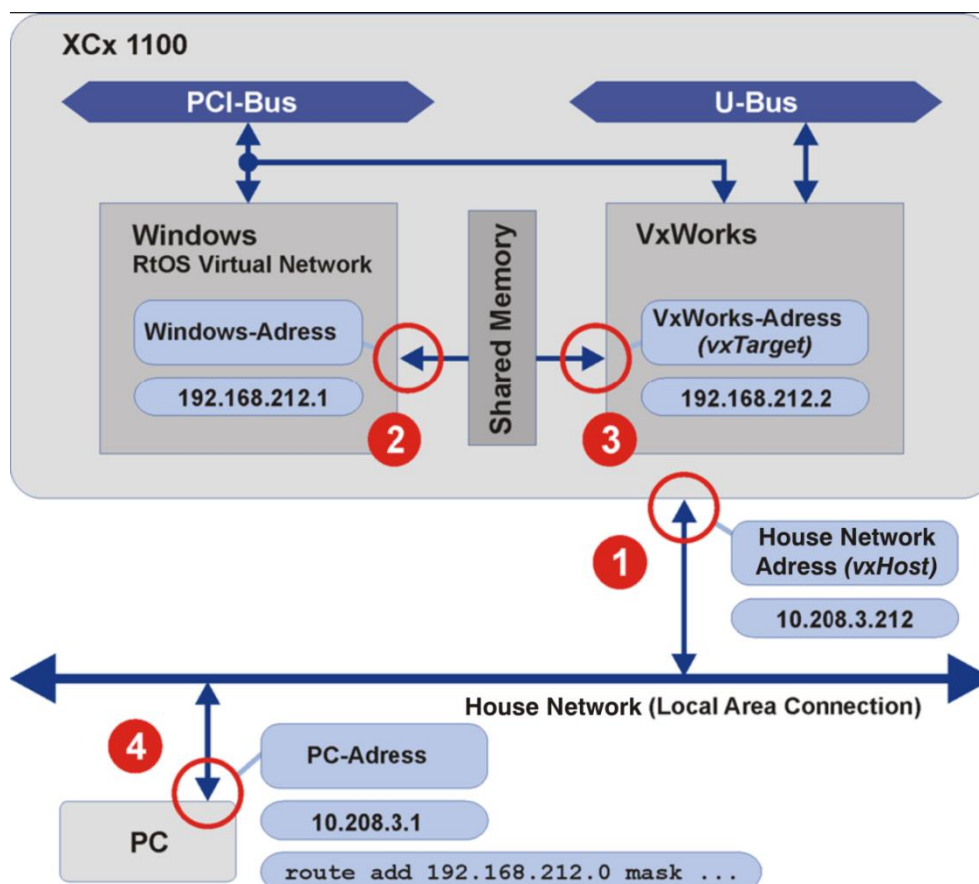 XCx 1100
PCI-Bus
U-Bus
Windows
RtOS Virtual Network
Windows-Adress
192.168.212.1
2
Shared Memory
VxWorks
VxWorks-Adress
(vxTarget)
192.168.212.2
3
1
House Network
Adress (vxHost)
10.208.3.212
House Network (Local Area Connection)
4
PC-Adress
10.208.3.1
PC
route add 192.168.212.0 mask ...